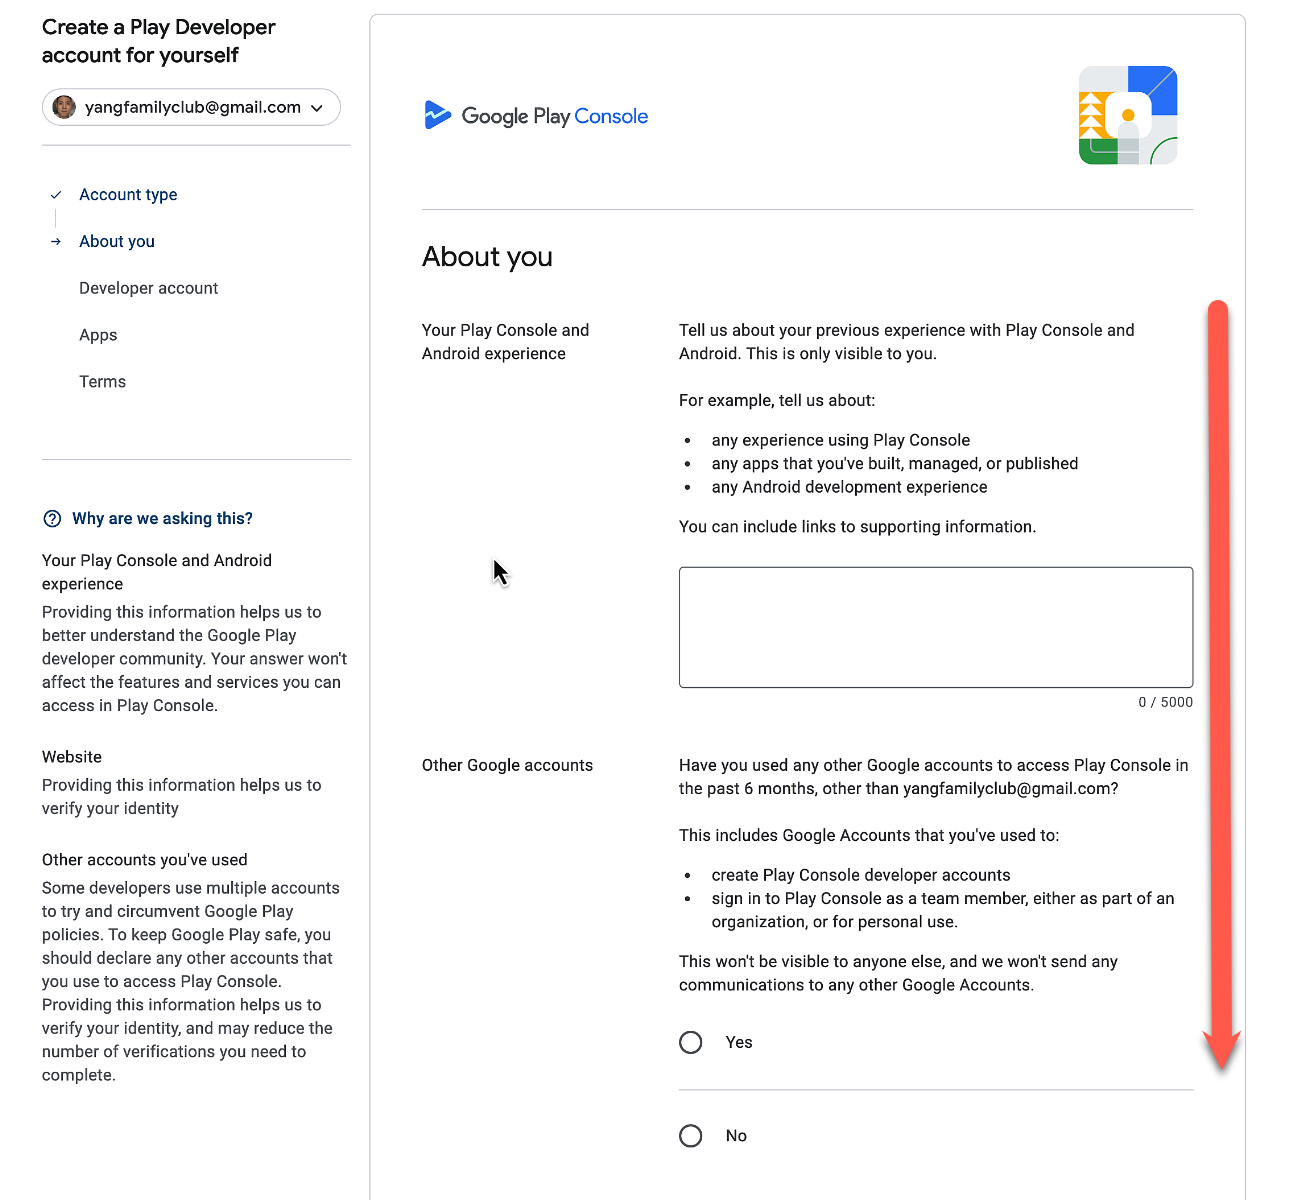 Create a Play Developer
account for yourself
yangfamilyclub@gmail.com
Account type
About you
Developer account
Apps
Terms
Why are we asking this?
Your Play Console and Android
experience
Providing this information helps us to
better understand the Google Play
developer community. Your answer won't
affect the features and services you can
access in Play Console.
Website
Providing this information helps us to
verify your identity
Other accounts you've used
Some developers use multiple accounts
to try and circumvent Google Play
policies. To keep Google Play safe, you
should declare any other accounts that
you use to access Play Console.
Providing this information helps us to
verify your identity, and may reduce the
number of verifications you need to
complete.
Google Play Console
About you
Your Play Console and
Android experience
Tell us about your previous experience with Play Console and
Android. This is only visible to you.
For example, tell us about:
• any experience using Play Console
• any apps that you've built, managed, or published
• any Android development experience
You can include links to supporting information.
0 / 5000
Other Google accounts
Have you used any other Google accounts to access Play Console in
the past 6 months, other than yangfamilyclub@gmail.com?
This includes Google Accounts that you've used to:
• create Play Console developer accounts
• sign in to Play Console as a team member, either as part of an
organization, or for personal use.
This won't be visible to anyone else, and we won't send any
communications to any other Google Accounts.
Yes
No